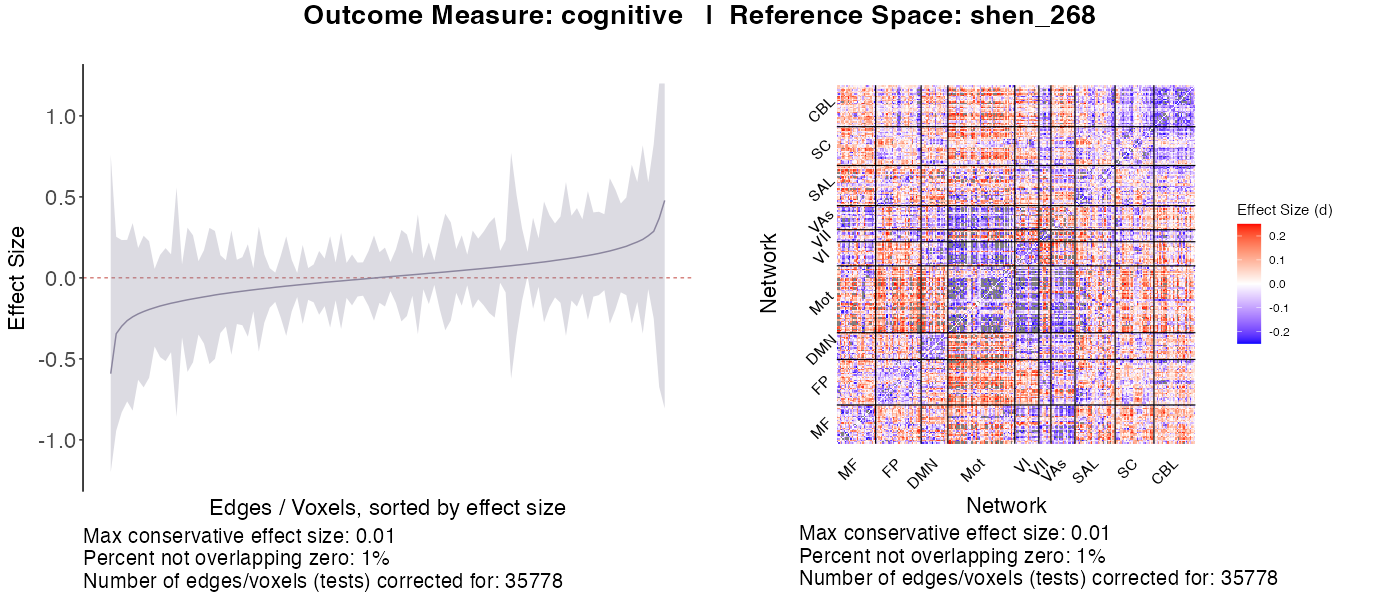 Outcome Measure: cognitive | Reference Space: shen_268
Effect Size
1.0
0.5
0.0
-0.5
-1.0
Edges / Voxels, sorted by effect size
Max conservative effect size: 0.01
Percent not overlapping zero: 1%
Number of edges/voxels (tests) corrected for: 35778
Network
CBL
SC
SAL
VAs
VII
VI
Mot
DMN
FP
MF
MF
FP
DMN
Mot
VI
VII
VAs
SAL
SC
CBL
Network
Effect Size (d)
0.2
0.1
0.0
-0.1
-0.2
Max conservative effect size: 0.01
Percent not overlapping zero: 1%
Number of edges/voxels (tests) corrected for: 35778